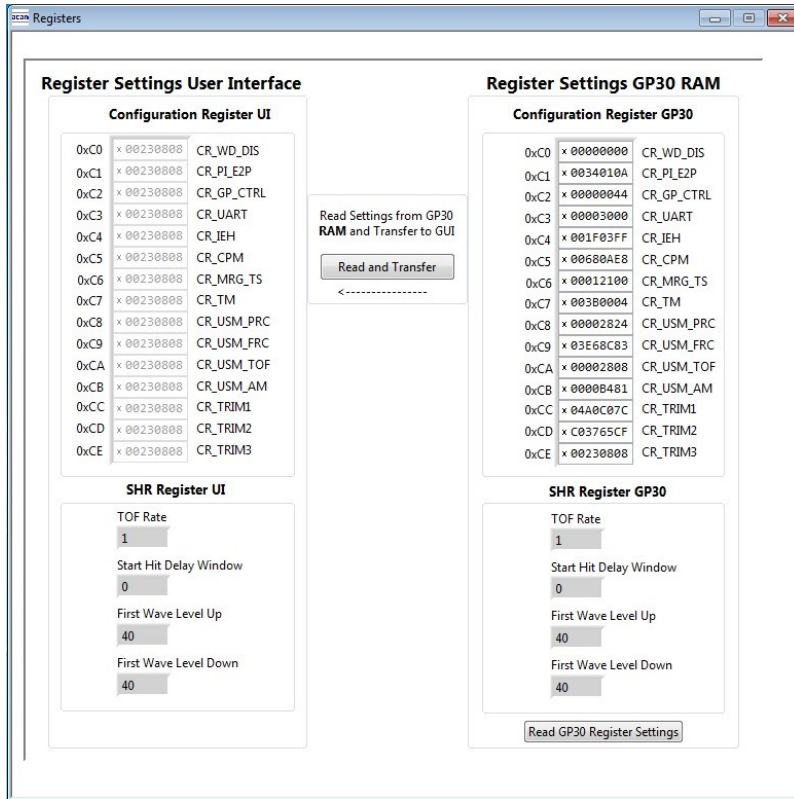 acam Registers
Register Settings User Interface
Configuration Register UI
0xC0 x 00230808 CR_WD_DIS
0xC1 x 00230808 CR_PI_E2P
0xC2 x 00230808 CR_GP_CTRL
0xC3 x 00230808 CR_UART
0xC4 x 00230808 CR_IEH
0xC5 x 00230808 CR_CPM
0xC6 x 00230808 CR_MRG_TS
0xC7 x 00230808 CR_TM
0xC8 x 00230808 CR_USM_PRC
0xC9 x 00230808 CR_USM_FRC
0xCA x 00230808 CR_USM_TOF
0xCB x 00230808 CR_USM_AM
0xCC x 00230808 CR_TRIM1
0xCD x 00230808 CR_TRIM2
0xCE x 00230808 CR_TRIM3
SHR Register UI
TOF Rate
1
Start Hit Delay Window
0
First Wave Level Up
40
First Wave Level Down
40
Read Settings from GP30
RAM and Transfer to GUI
Read and Transfer
<----------------
Register Settings GP30 RAM
Configuration Register GP30
0xC0 x 00000000 CR_WD_DIS
0xC1 x 0034010A CR_PI_E2P
0xC2 x 00000044 CR_GP_CTRL
0xC3 x 00003000 CR_UART
0xC4 x 001F03FF CR_IEH
0xC5 x 00680AE8 CR_CPM
0xC6 x 00012100 CR_MRG_TS
0xC7 x 003B0004 CR_TM
0xC8 x 00002824 CR_USM_PRC
0xC9 x 03E68C83 CR_USM_FRC
0xCA x 00002808 CR_USM_TOF
0xCB x 0000B481 CR_USM_AM
0xCC x 04A0C07C CR_TRIM1
0xCD x C03765CF CR_TRIM2
0xCE x 00230808 CR_TRIM3
SHR Register GP30
TOF Rate
1
Start Hit Delay Window
0
First Wave Level Up
40
First Wave Level Down
40
Read GP30 Register Settings